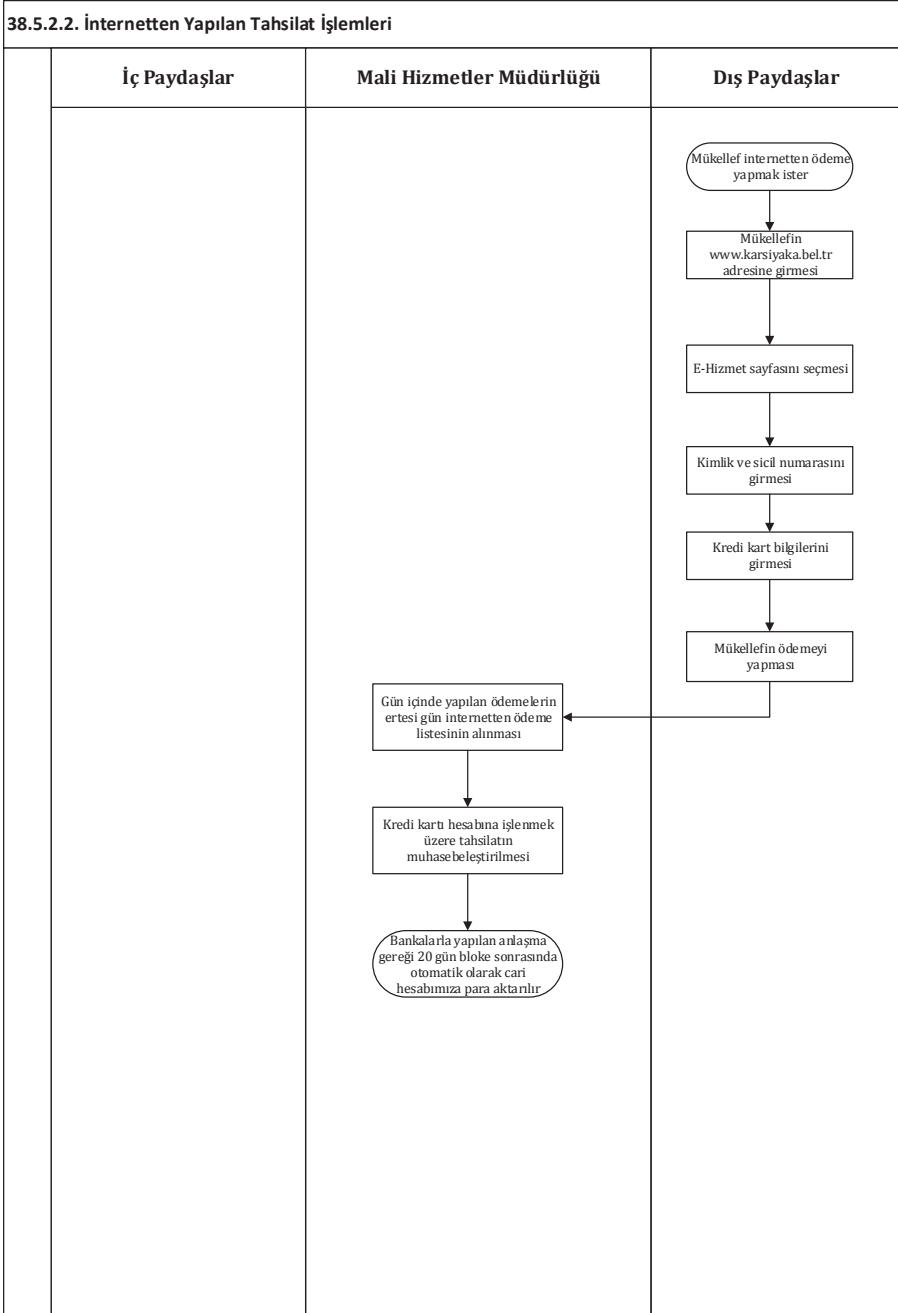 38.5.2.2. İnternetten Yapılan Tahsilat İşlemleri
İç Paydaşlar
Mali Hizmetler Müdürlüğü
Dış Paydaşlar
Mükellef internetten ödeme
yapmak ister
Mükellefin
www.karsiyaka.bel.tr
adresine girmesi
E-Hizmet sayfasını seçmesi
Kimlik ve sicil numarasını
girmesi
Kredi kart bilgilerini
girmesi
Mükellefin ödemeyi
yapması
Gün içinde yapılan ödemelerin
ertesi gün internetten ödeme
listesinin alınması
Kredi kartı hesabına işlenmek
üzere tahsilatın
muhasebeleştirilmesi
Bankalarla yapılan anlaşma
gereği 20 gün bloke sonrasında
otomatik olarak cari
hesabımıza para aktarılır